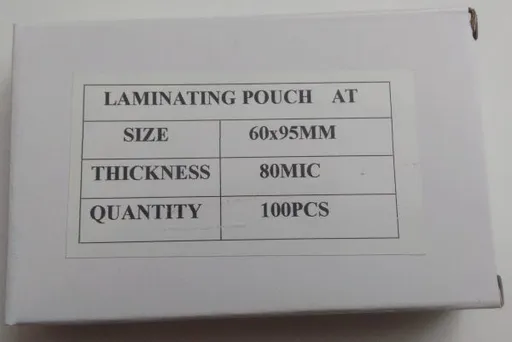 LAMINATING POUCH AT
SIZE 60x95MM
THICKNESS 80MIC
QUANTITY 100PCS